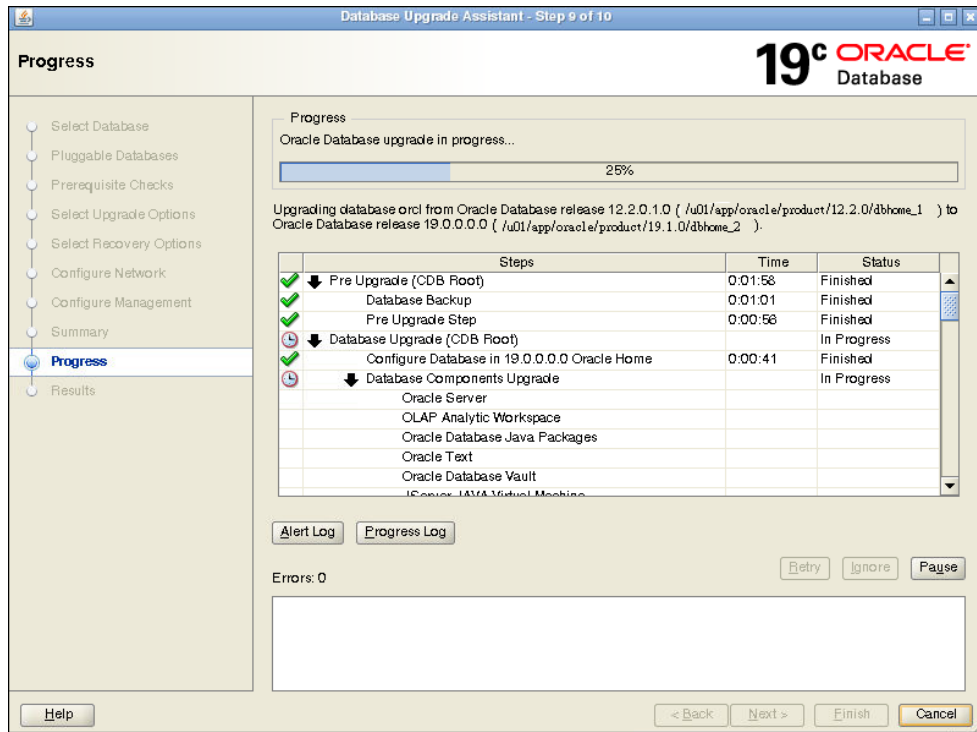 Database Upgrade Assistant - Step 9 of 10
Progress
19c ORACLE
Database
Select Database
Pluggable Databases
Prerequisite Checks
Select Upgrade Options
Select Recovery Options
Configure Network
Configure Management
Summary
Progress
Results
Progress
Oracle Database upgrade in progress...
25%
Upgrading database orcl from Oracle Database release 12.2.0.1.0 ( /u01/app/oracle/product/12.2.0/dbhome_1 ) to
Oracle Database release 19.0.0.0.0 ( /u01/app/oracle/product/19.1.0/dbhome_2 ).
Steps Time Status
Pre Upgrade (CDB Root) 0:01:58 Finished
Database Backup 0:01:01 Finished
Pre Upgrade Step 0:00:56 Finished
Database Upgrade (CDB Root) In Progress
Configure Database in 19.0.0.0.0 Oracle Home 0:00:41 Finished
Database Components Upgrade In Progress
Oracle Server
OLAP Analytic Workspace
Oracle Database Java Packages
Oracle Text
Oracle Database Vault
JServer JAVA Virtual Machine
Alert Log Progress Log
Retry Ignore Pause
Errors: 0
Help < Back Next > Finish Cancel